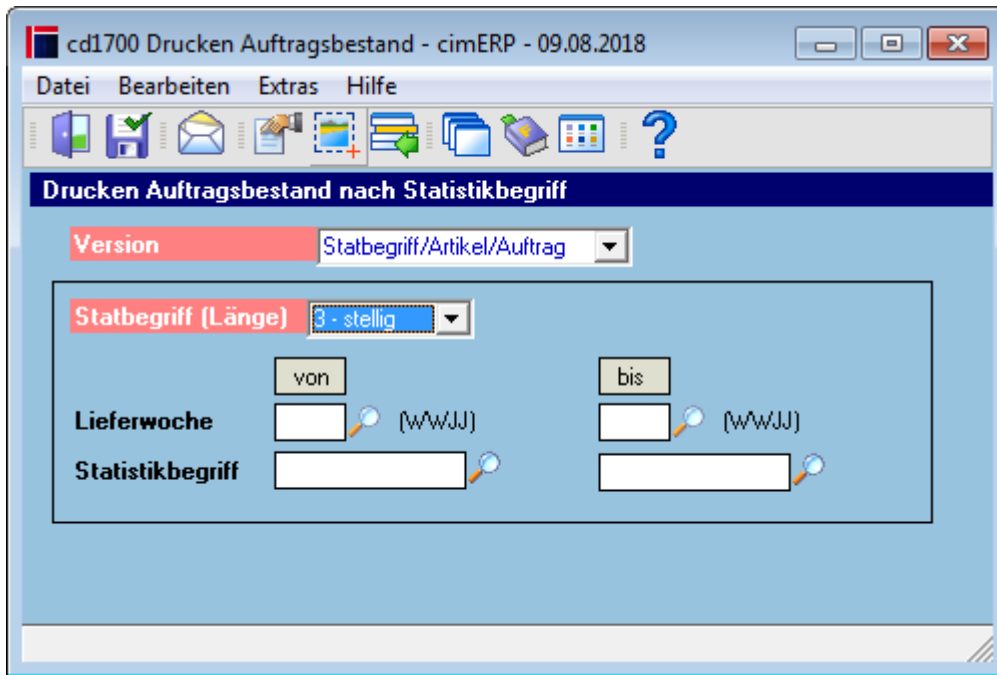 cd1700 Drucken Auftragsbestand - cimERP - 09.08.2018
Datei Bearbeiten Extras Hilfe
Drucken Auftragsbestand nach Statistikbegriff
Version Statbegriff/Artikel/Auftrag
Statbegriff (Länge) 3 - stellig
von bis
Lieferwoche (WWJJ) (WWJJ)
Statistikbegriff